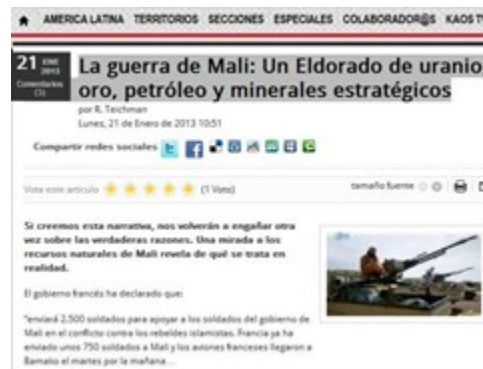 AMERICA LATINA TERRITORIOS SECCIONES ESPECIALES COLABORADOR@S KAOS T
21 ENE
2013
Comentarios
(3)
La guerra de Mali: Un Eldorado de uranio
oro, petróleo y minerales estratégicos
por R. Teichman
Lunes, 21 de Enero de 2013 10:51
Compartir redes sociales
Vota este artículo (1 Voto)
tamaño fuente
Si creemos esta narrativa, nos volverán a engañar otra
vez sobre las verdaderas razones. Una mirada a los
recursos naturales de Mali revela de qué se trata en
realidad.
El gobierno francés ha declarado que:
"enviará 2.500 soldados para apoyar a los soldados del gobierno de
Mali en el conflicto contra los rebeldes islamistas. Francia ya ha
enviado unos 750 soldados a Mali y los aviones franceses llegaron a
Bamako el martes por la mañana…